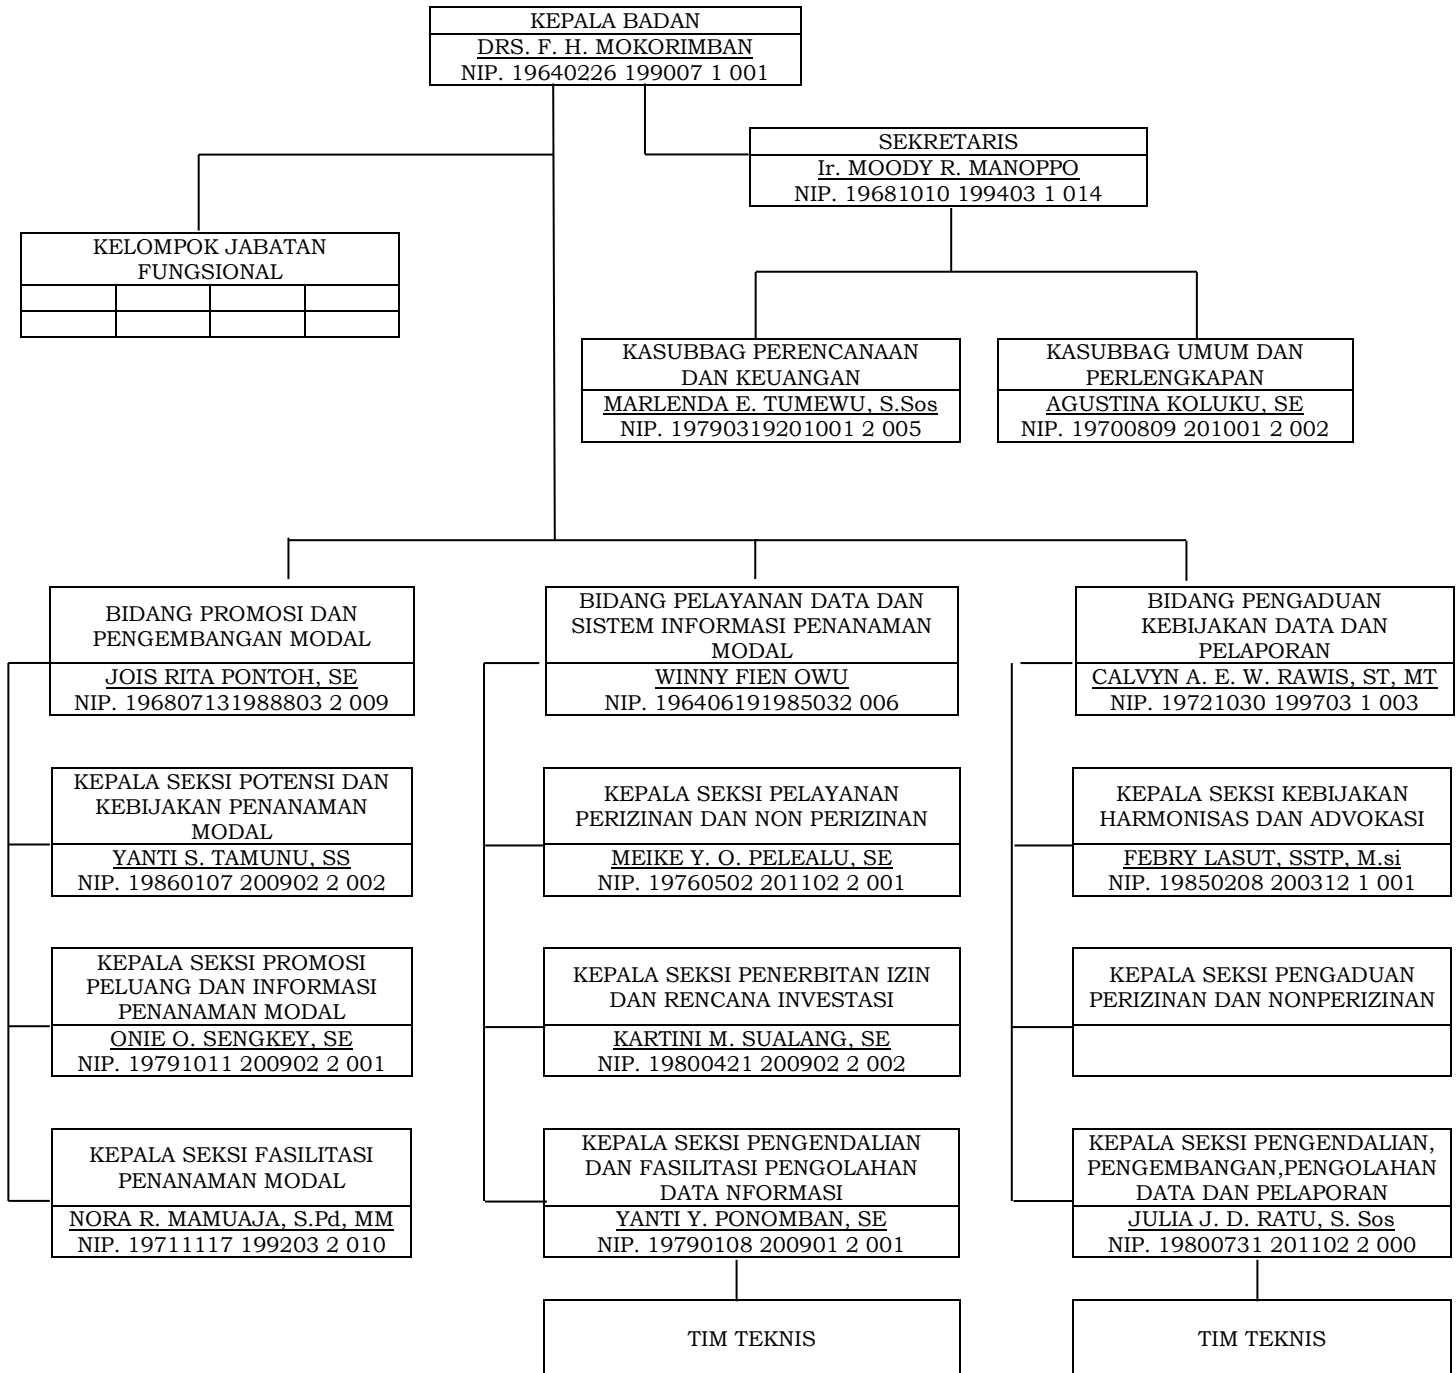 KEPALA BADAN
DRS. F. H. MOKORIMBAN
NIP. 19640226 199007 1 001
SEKRETARIS
Ir. MOODY R. MANOPPO
NIP. 19681010 199403 1 014
KELOMPOK JABATAN
FUNGSIONAL
KASUBBAG PERENCANAAN
DAN KEUANGAN
MARLENDA E. TUMEWU, S.Sos
NIP. 19790319201001 2 005
KASUBBAG UMUM DAN
PERLENGKAPAN
AGUSTINA KOLUKU, SE
NIP. 19700809 201001 2 002
BIDANG PROMOSI DAN
PENGEMBANGAN MODAL
JOIS RITA PONTOH, SE
NIP. 196807131988803 2 009
BIDANG PELAYANAN DATA DAN
SISTEM INFORMASI PENANAMAN
MODAL
WINNY FIEN OWU
NIP. 196406191985032 006
BIDANG PENGADUAN
KEBIJAKAN DATA DAN
PELAPORAN
CALVYN A. E. W. RAWIS, ST, MT
NIP. 19721030 199703 1 003
KEPALA SEKSI POTENSI DAN
KEBIJAKAN PENANAMAN
MODAL
YANTI S. TAMUNU, SS
NIP. 19860107 200902 2 002
KEPALA SEKSI PELAYANAN
PERIZINAN DAN NON PERIZINAN
MEIKE Y. O. PELEALU, SE
NIP. 19760502 201102 2 001
KEPALA SEKSI KEBIJAKAN
HARMONISAS DAN ADVOKASI
FEBRY LASUT, SSTP, M.si
NIP. 19850208 200312 1 001
KEPALA SEKSI PROMOSI
PELUANG DAN INFORMASI
PENANAMAN MODAL
ONIE O. SENGKEY, SE
NIP. 19791011 200902 2 001
KEPALA SEKSI PENERBITAN IZIN
DAN RENCANA INVESTASI
KARTINI M. SUALANG, SE
NIP. 19800421 200902 2 002
KEPALA SEKSI PENGADUAN
PERIZINAN DAN NONPERIZINAN
KEPALA SEKSI FASILITASI
PENANAMAN MODAL
NORA R. MAMUAJA, S.Pd, MM
NIP. 19711117 199203 2 010
KEPALA SEKSI PENGENDALIAN
DAN FASILITASI PENGOLAHAN
DATA NFORMASI
YANTI Y. PONOMBAN, SE
NIP. 19790108 200901 2 001
KEPALA SEKSI PENGENDALIAN,
PENGEMBANGAN,PENGOLAHAN
DATA DAN PELAPORAN
JULIA J. D. RATU, S. Sos
NIP. 19800731 201102 2 000
TIM TEKNIS
TIM TEKNIS